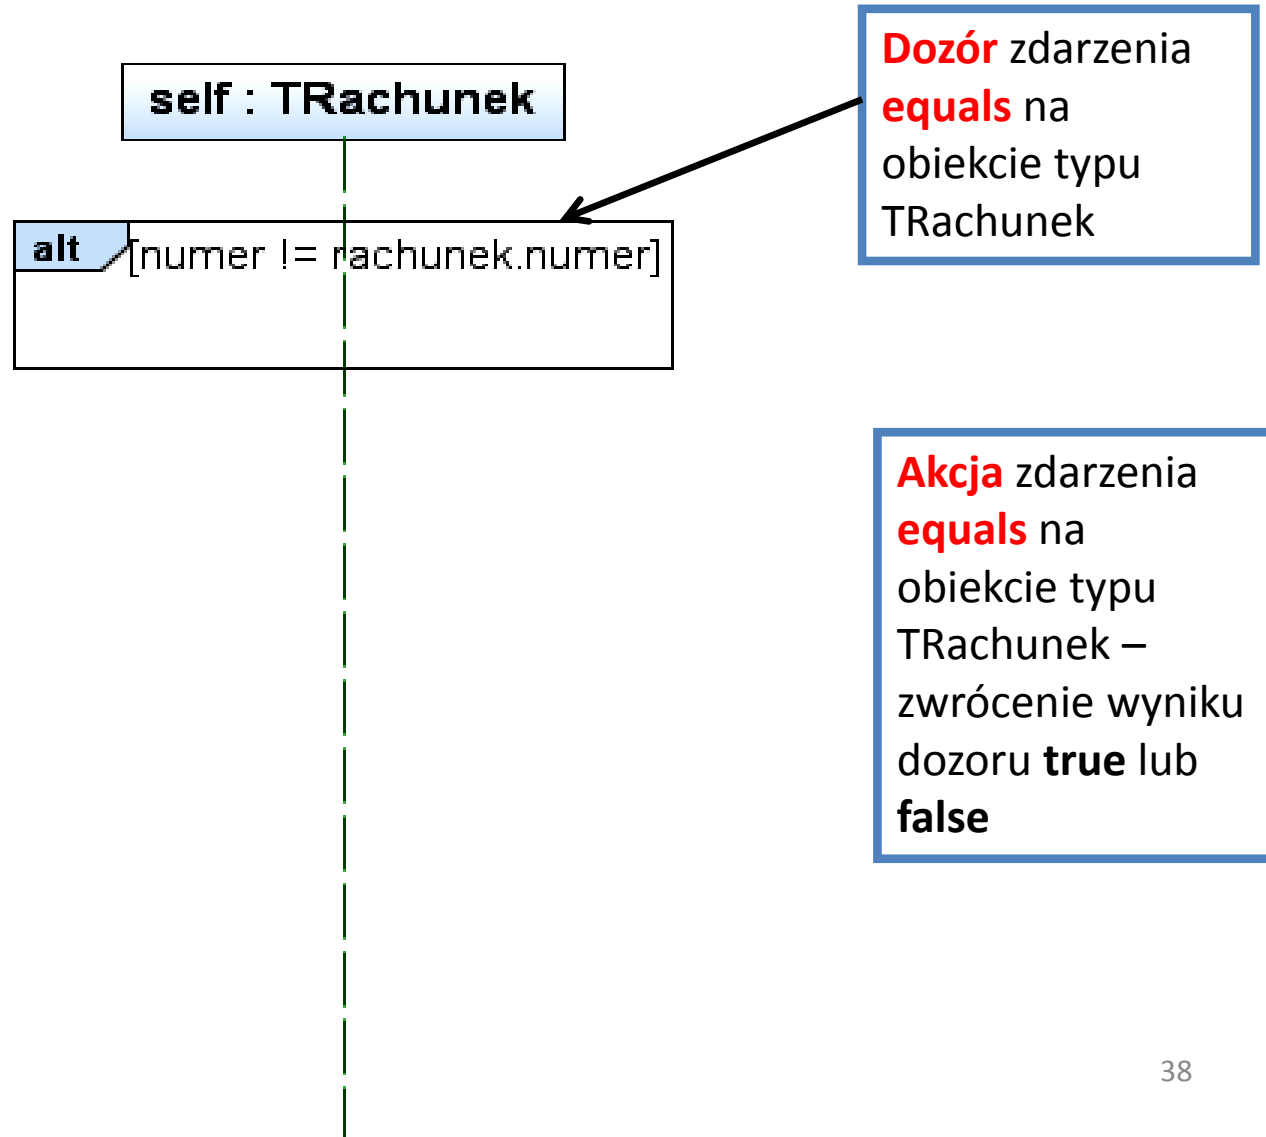 self : TRachunek
alt [numer != rachunek.numer]
Dozór zdarzenia
equals na
obiekcie typu
TRachunek
Akcja zdarzenia
equals na
obiekcie typu
TRachunek –
zwrócenie wyniku
dozoru true lub
false
38